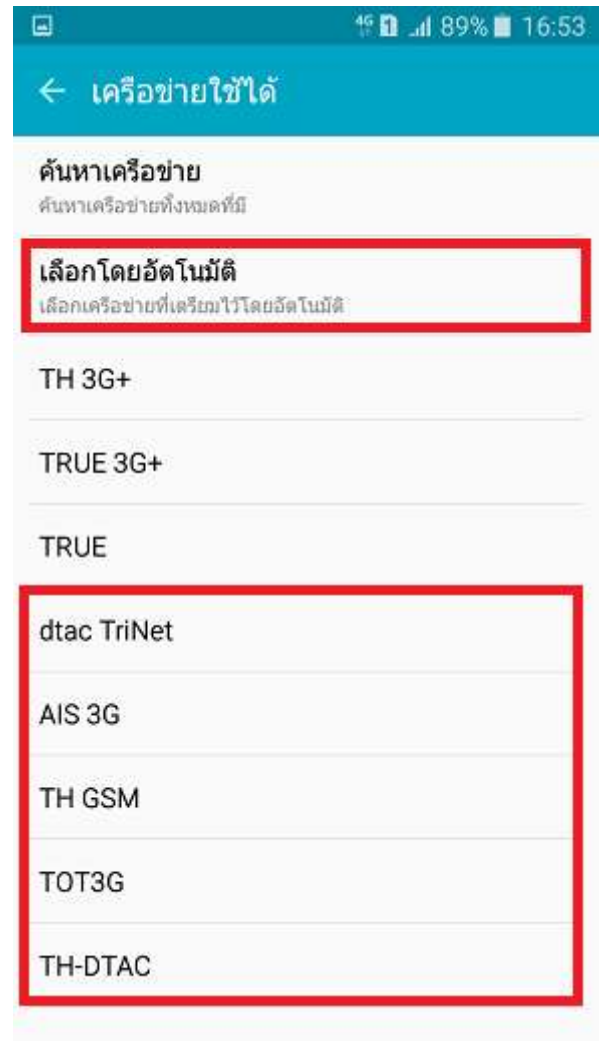 4G 1 89% 16:53
เครือข่ายใช้ได้
ค้นหาเครือข่าย
ค้นหาเครือข่ายทั้งหมดที่มี
เลือกโดยอัตโนมัติ
เลือกเครือข่ายที่เตรียมไว้โดยอัตโนมัติ
TH 3G+
TRUE 3G+
TRUE
dtac TriNet
AIS 3G
TH GSM
TOT3G
TH-DTAC